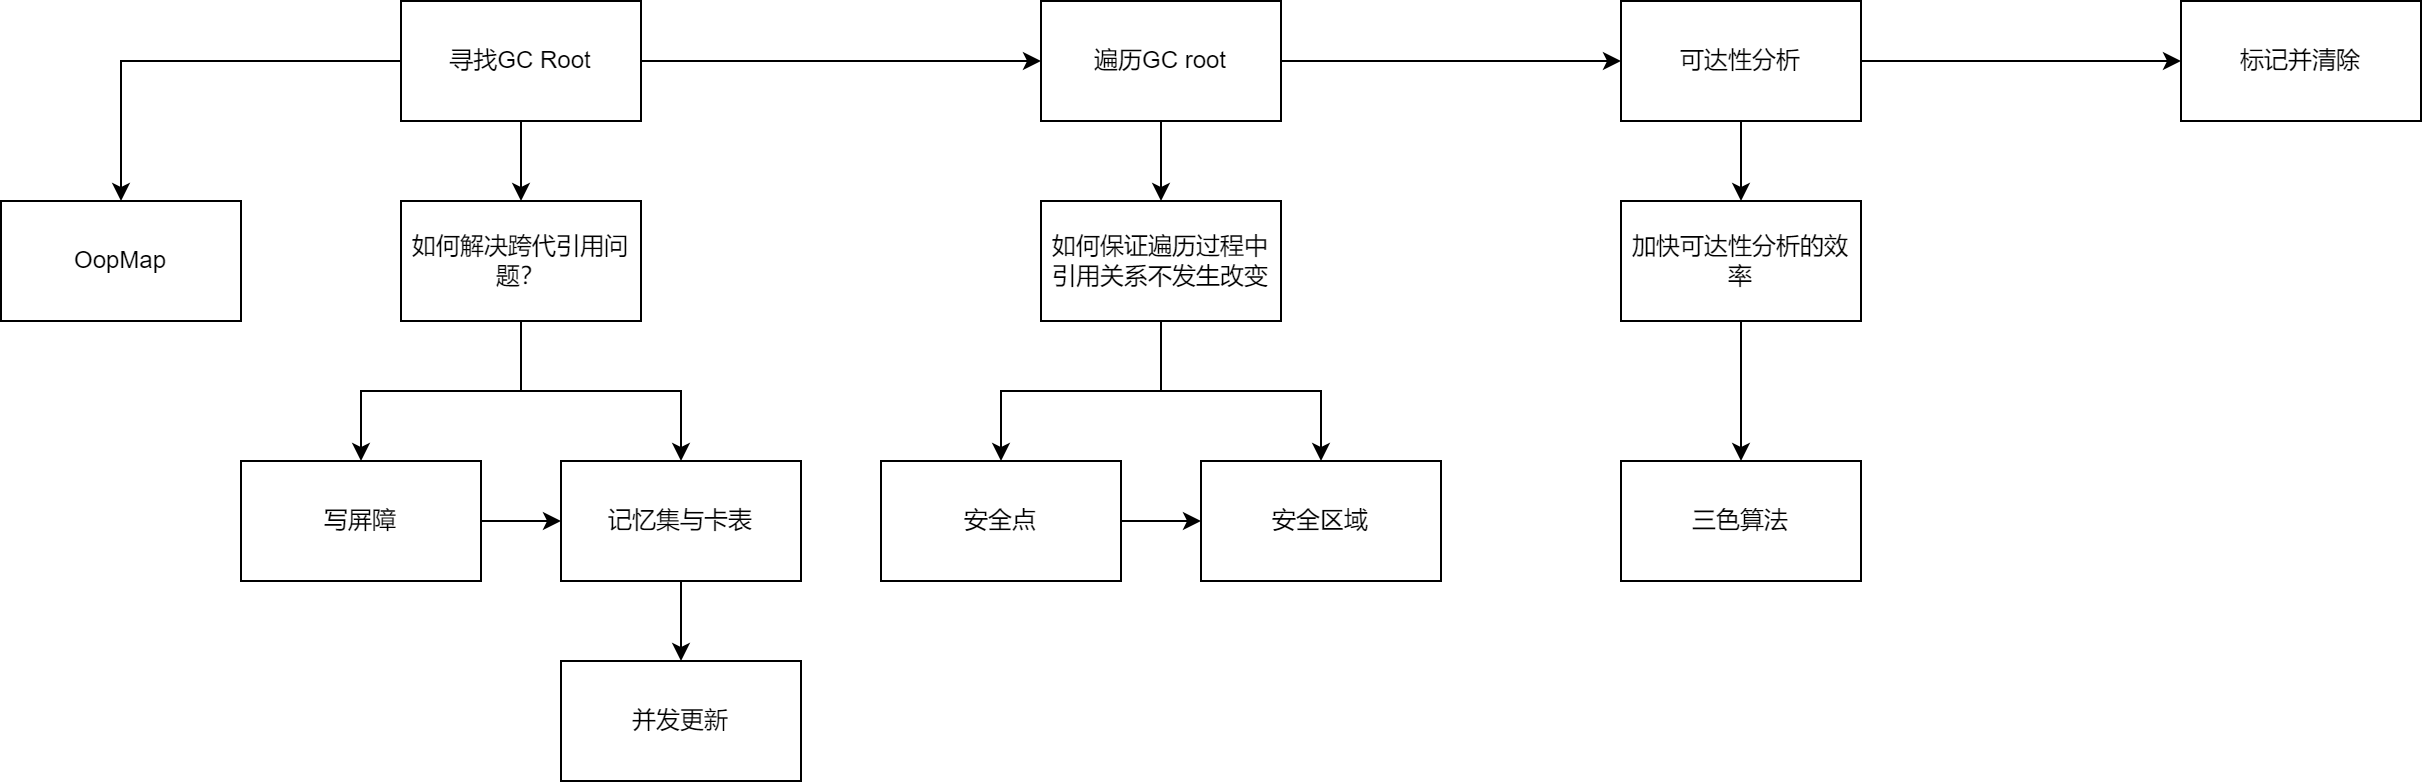 寻找GC Root
遍历GC root
可达性分析
标记并清除
OopMap
如何解决跨代引用问
题？
如何保证遍历过程中
引用关系不发生改变
加快可达性分析的效
率
写屏障
记忆集与卡表
安全点
安全区域
三色算法
并发更新